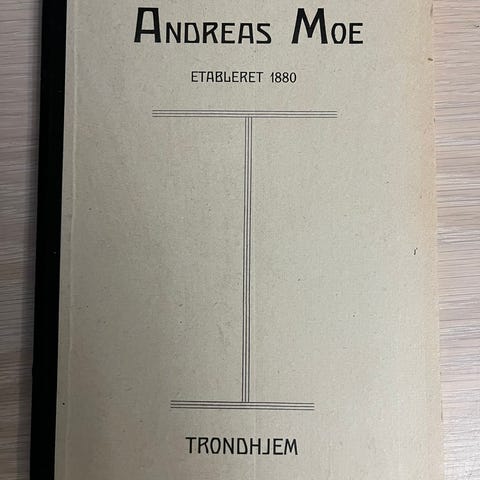 ANDREAS MOE
ETABLERET 1880
TRONDHJEM